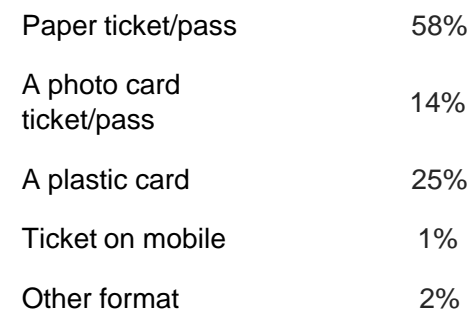 Paper ticket/pass 58%
A photo card
ticket/pass 14%
A plastic card 25%
Ticket on mobile 1%
Other format 2%